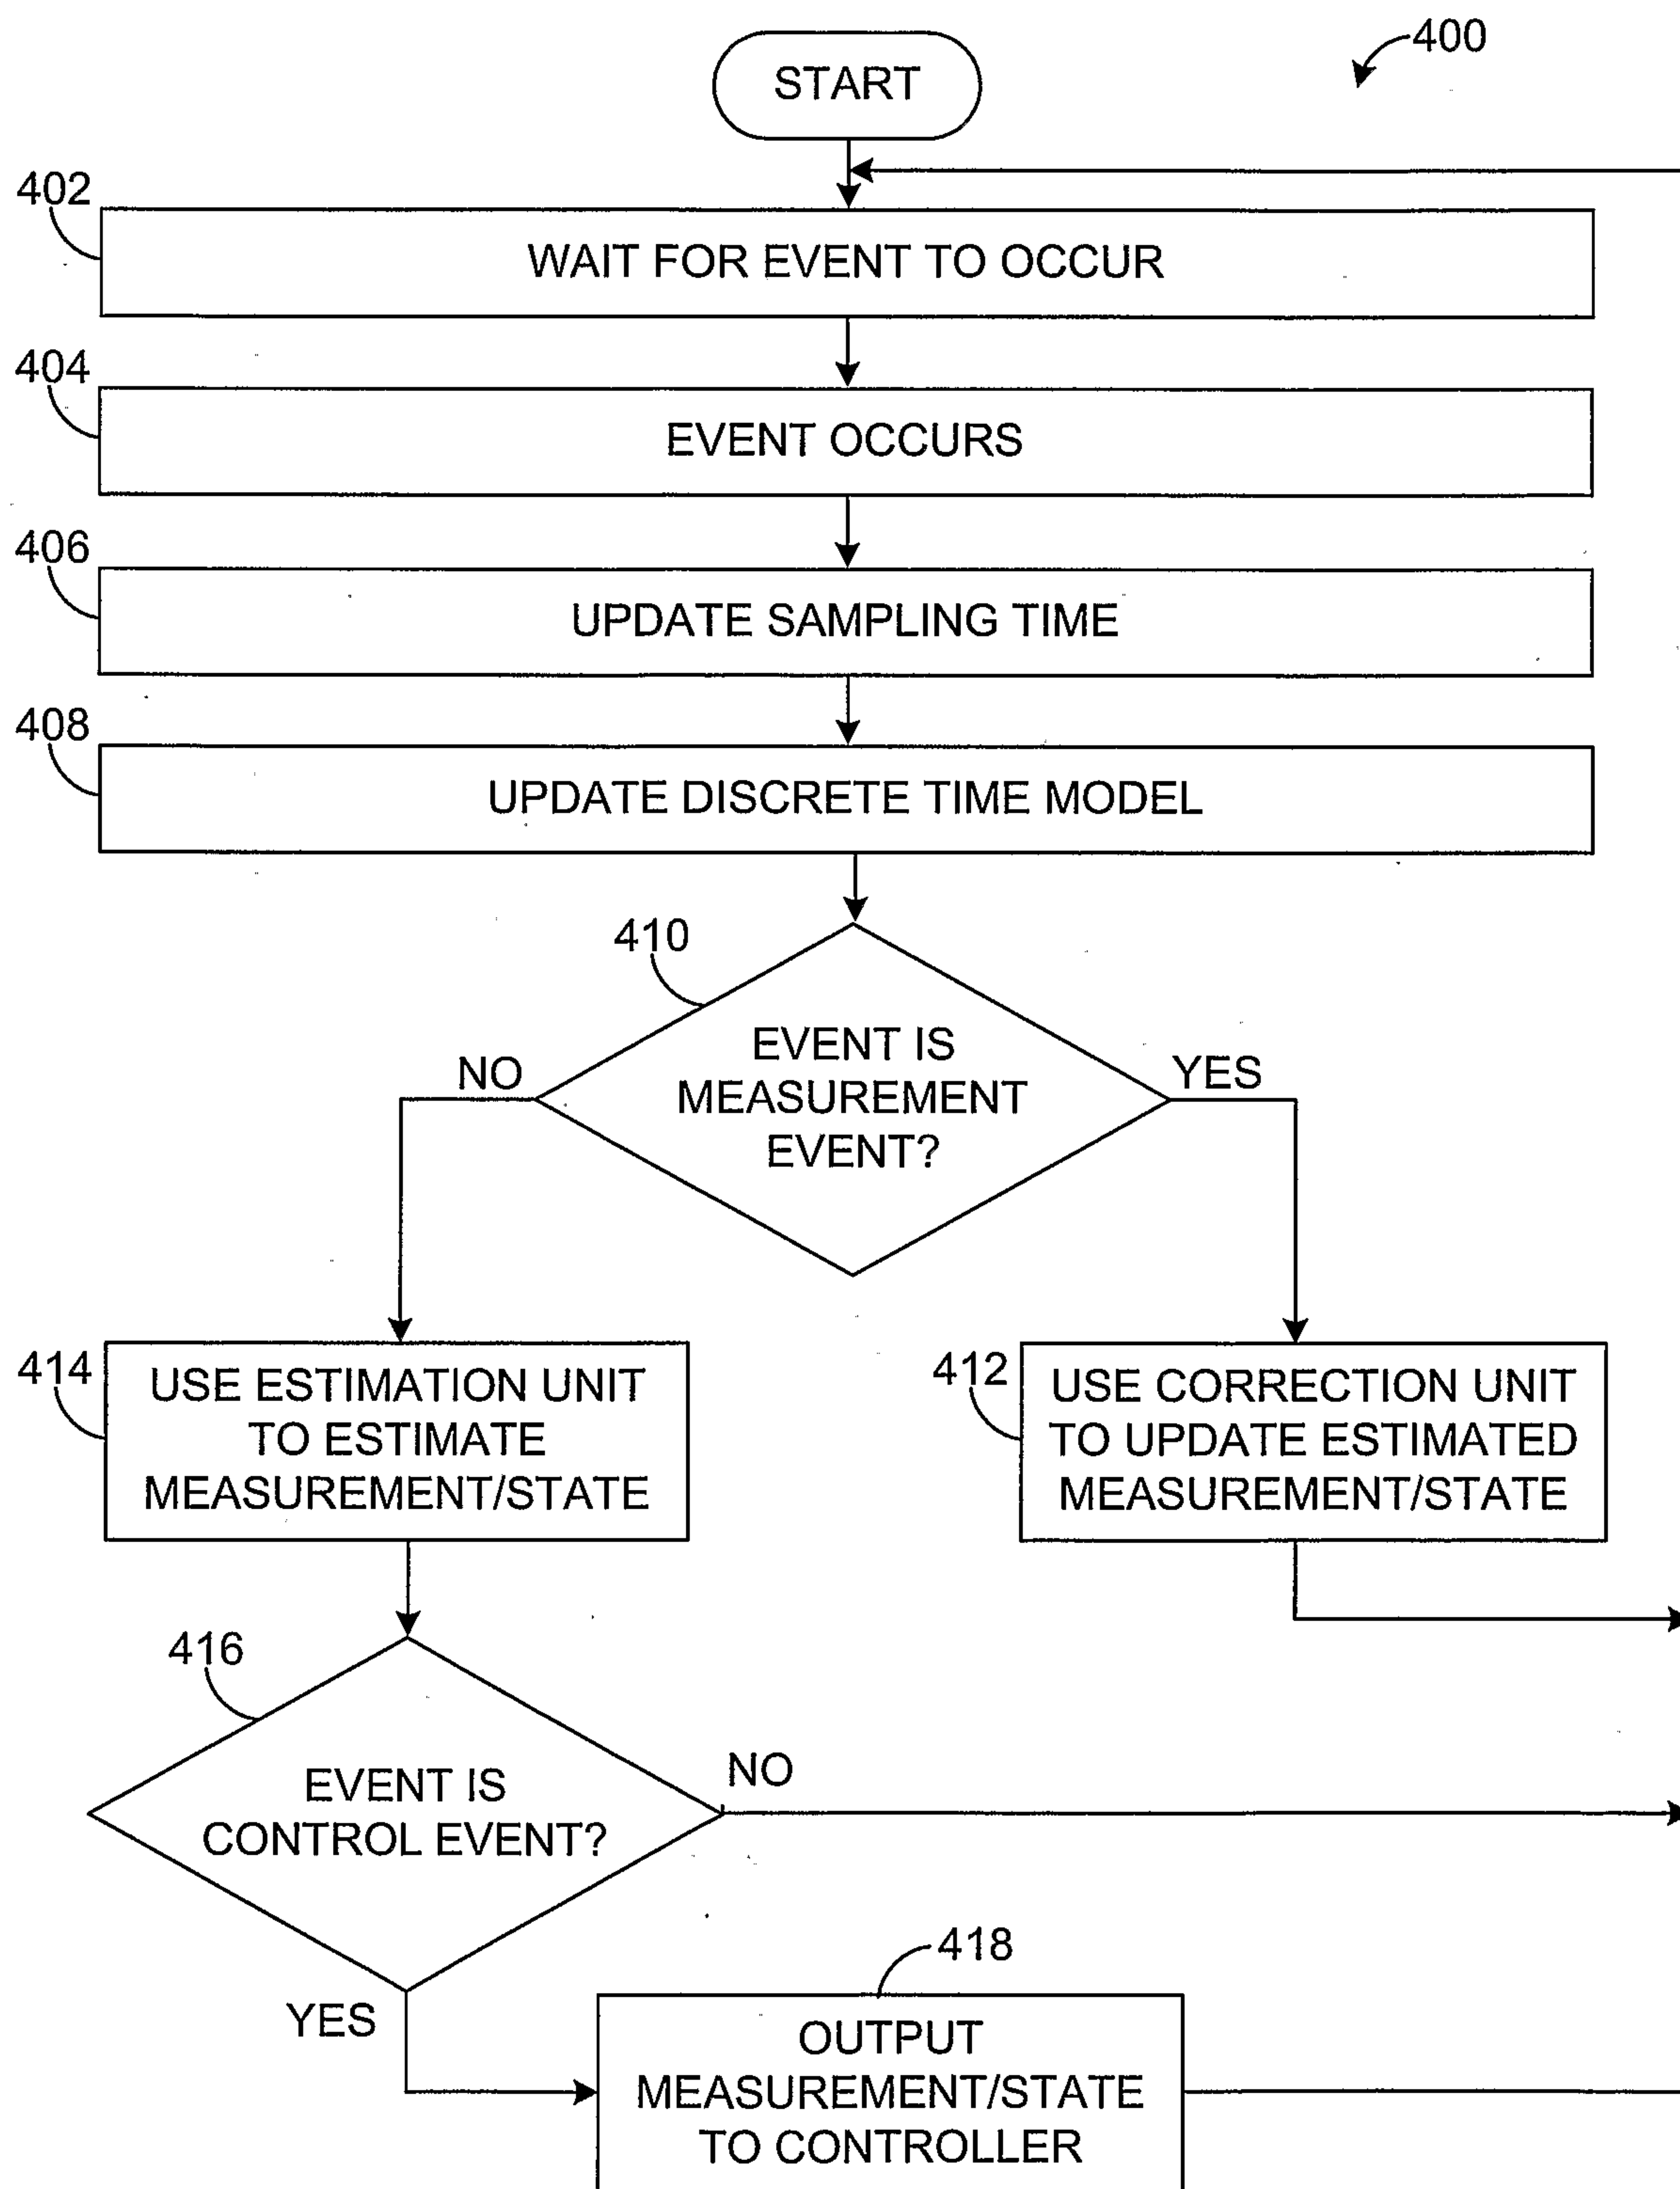 400
START
402
WAIT FOR EVENT TO OCCUR
404
EVENT OCCURS
406
UPDATE SAMPLING TIME
408
UPDATE DISCRETE TIME MODEL
410
EVENT IS
MEASUREMENT
EVENT?
NO
YES
414
USE ESTIMATION UNIT
TO ESTIMATE
MEASUREMENT/STATE
412
USE CORRECTION UNIT
TO UPDATE ESTIMATED
MEASUREMENT/STATE
416
EVENT IS
CONTROL EVENT?
NO
YES
418
OUTPUT
MEASUREMENT/STATE
TO CONTROLLER